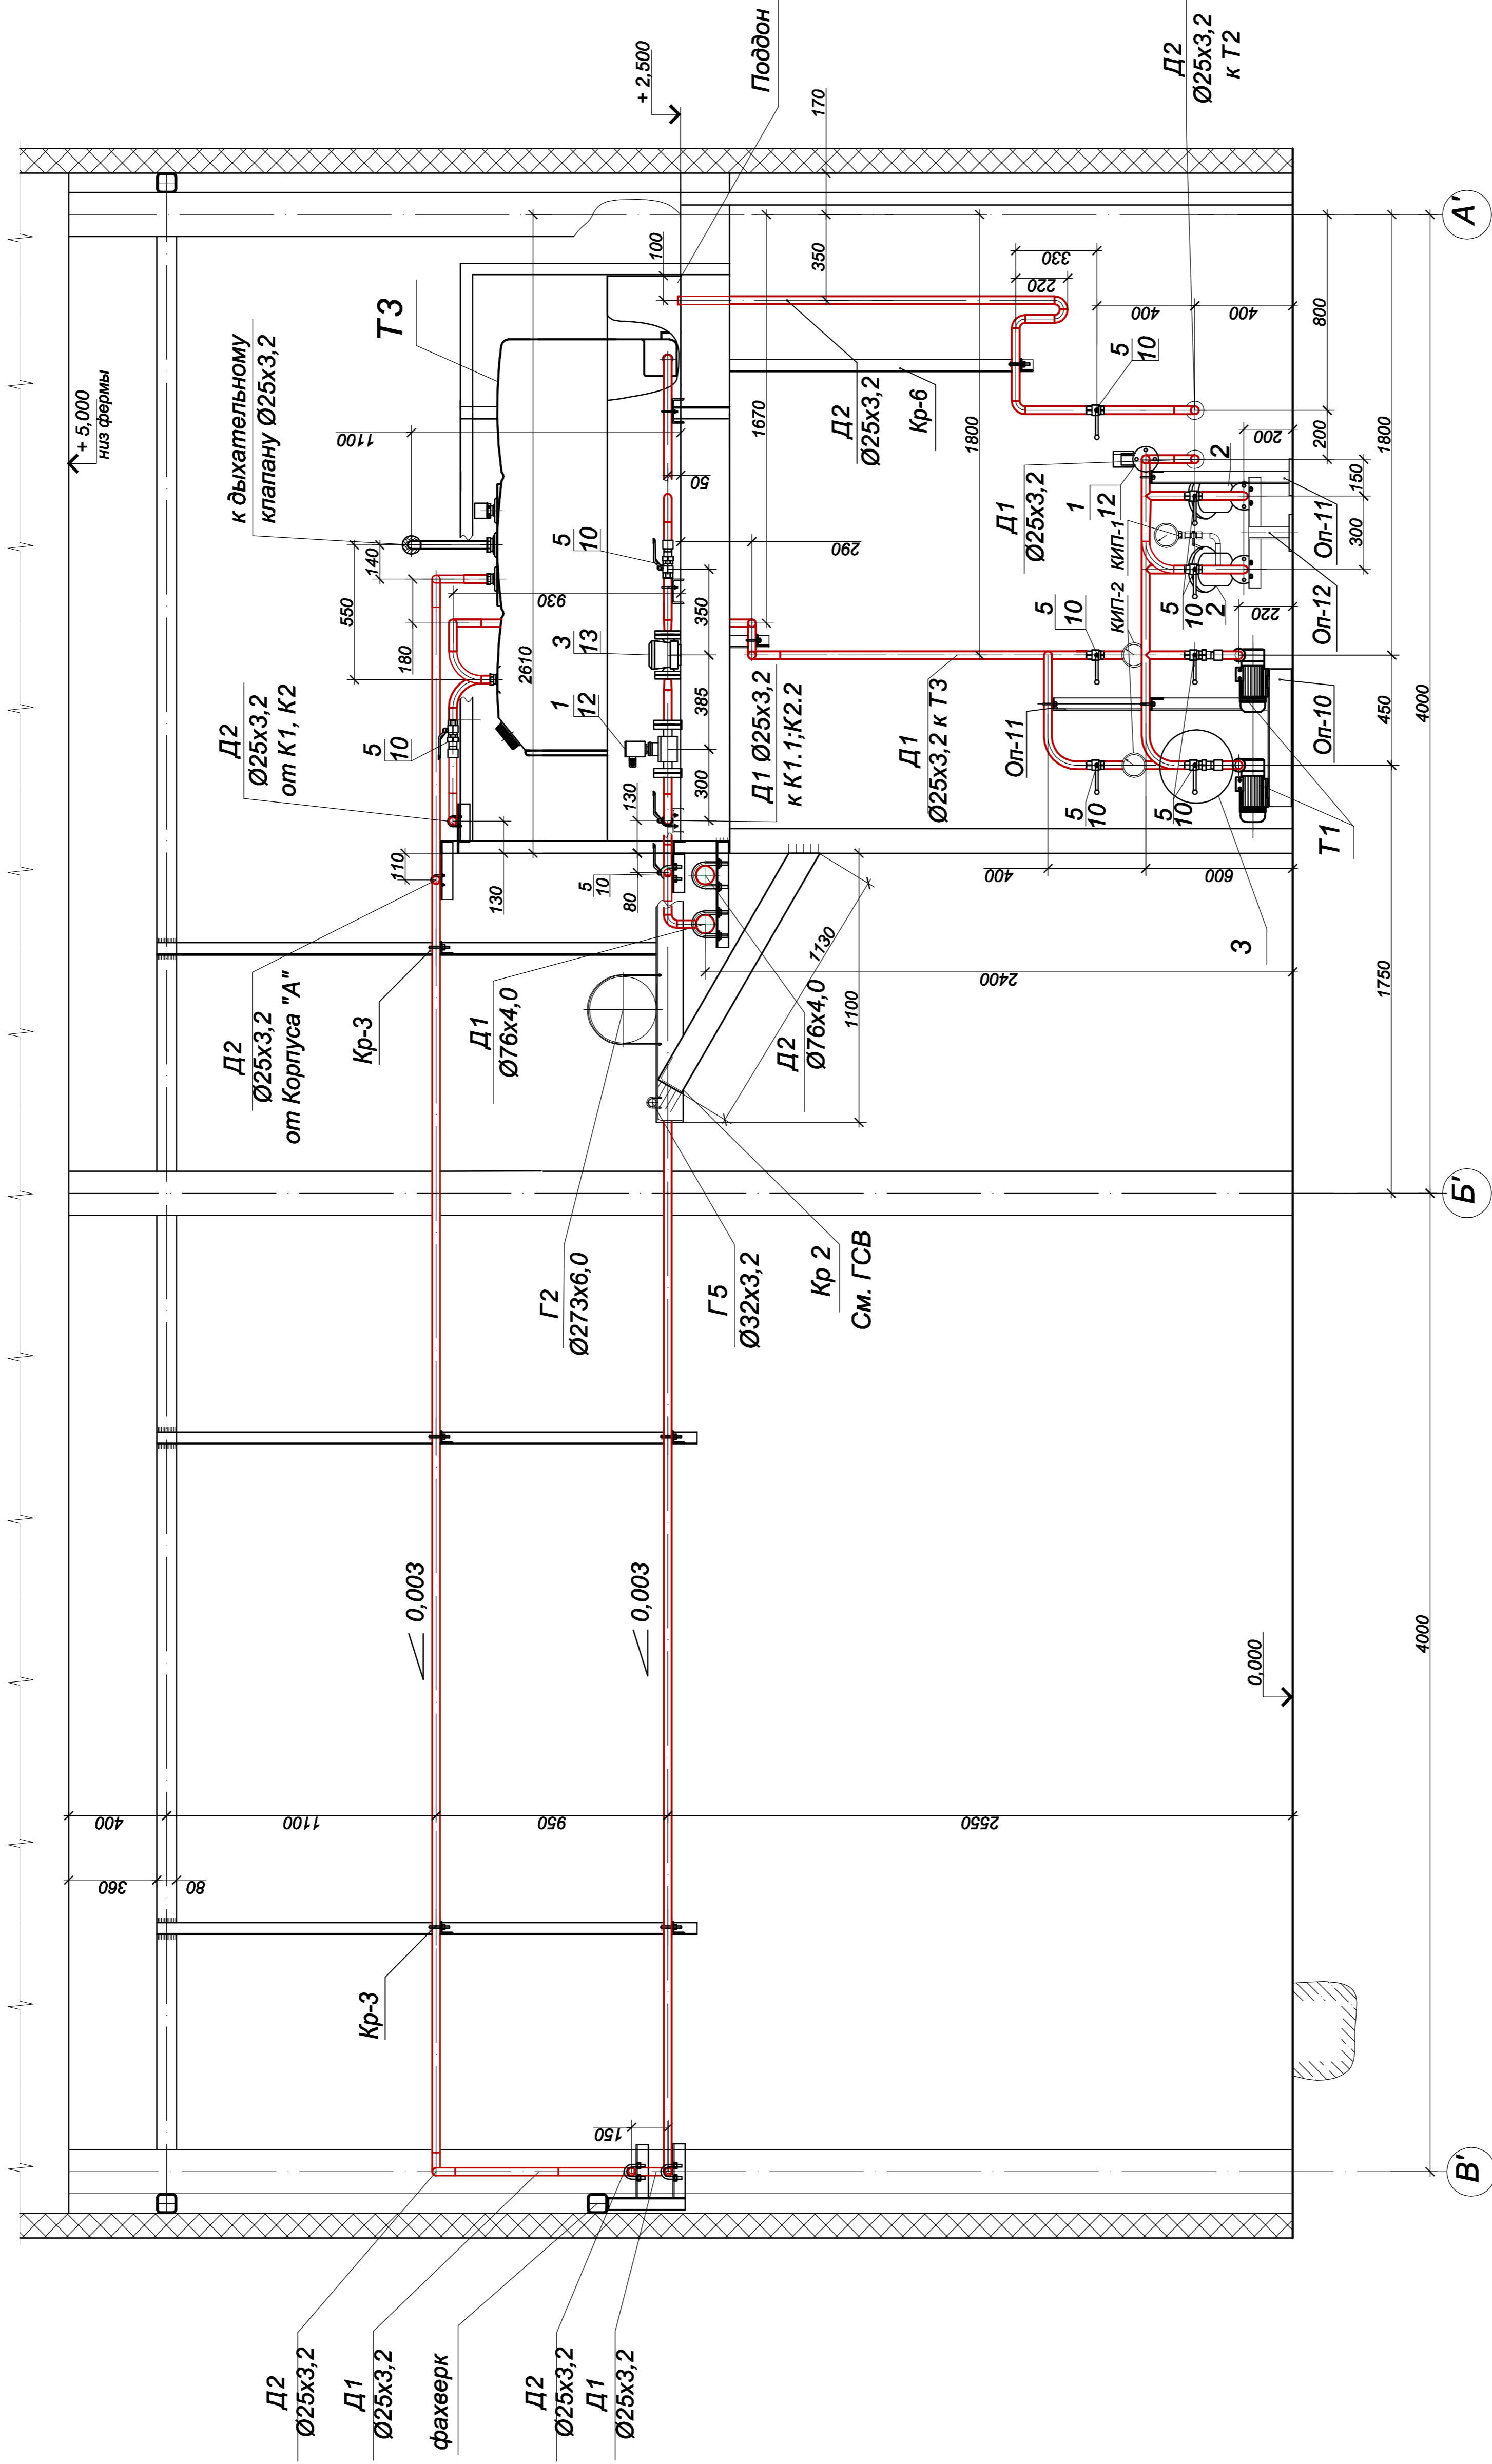 Д2
Ø25x3,2
Д1
Ø25x3,2
фахверк
Д2
Ø25x3,2
Д1
Ø25x3,2
400
360
80
1100
950
2550
150
Кр-3
0,003
0,003
0,000
Г2
Ø273x6,0
Г5
Ø32x3,2
Кр 2
См. ГСВ
Д2
Ø25x3,2
от Корпуса "А"
Кр-3
Д1
Ø76x4,0
Д2
Ø76x4,0
1130
1100
2400
Д2
Ø25x3,2
от К1, К2
110
130
5
10
180
550
140
1100
930
2610
к дыхательному
клапану Ø25x3,2
+ 5,000
низ фермы
Т3
+ 2,500
Поддон
170
350
100
50
5
10
80
130
300
385
350
1
12
3
13
5
10
290
1670
1800
Д1 Ø25x3,2
к К1.1;К2.2
Д1
Ø25x3,2 к Т3
Д2
Ø25x3,2
Кр-6
330
220
400
400
5
10
Д2
Ø25x3,2
к Т2
Д1
Ø25x3,2
1
12
КИП-1
КИП-2
5
10
5
10
5
10
5
10
2
2
200
220
Оп-11
Оп-11
Оп-12
Оп-10
Т1
3
400
600
800
200
150
300
1800
450
1750
4000
4000
А'
Б'
В'